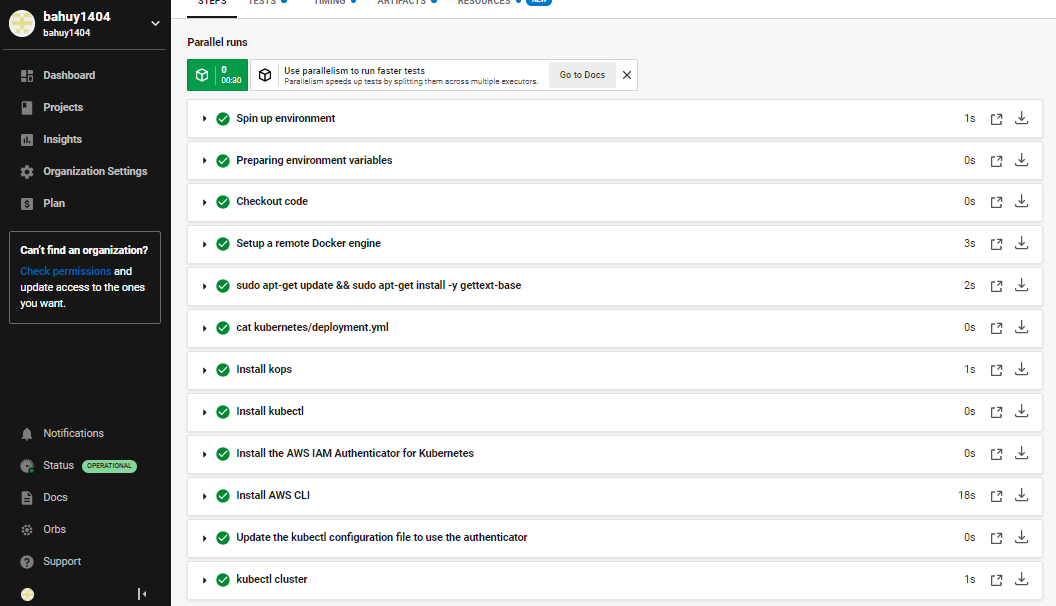 bahuy1404
bahuy1404
Dashboard
Projects
Insights
Organization Settings
Plan
Can't find an organization?
Check permissions and
update access to the ones
you want.
Notifications
Status OPERATIONAL
Docs
Orbs
Support
STEPS TESTS TIMING ARTIFACTS RESOURCES NEW
Parallel runs
0
00:30
Use parallelism to run faster tests
Parallelism speeds up tests by splitting them across multiple executors.
Go to Docs
Spin up environment 1s
Preparing environment variables 0s
Checkout code 0s
Setup a remote Docker engine 3s
sudo apt-get update && sudo apt-get install -y gettext-base 2s
cat kubernetes/deployment.yml 0s
Install kops 1s
Install kubectl 0s
Install the AWS IAM Authenticator for Kubernetes 0s
Install AWS CLI 18s
Update the kubectl configuration file to use the authenticator 0s
kubectl cluster 1s